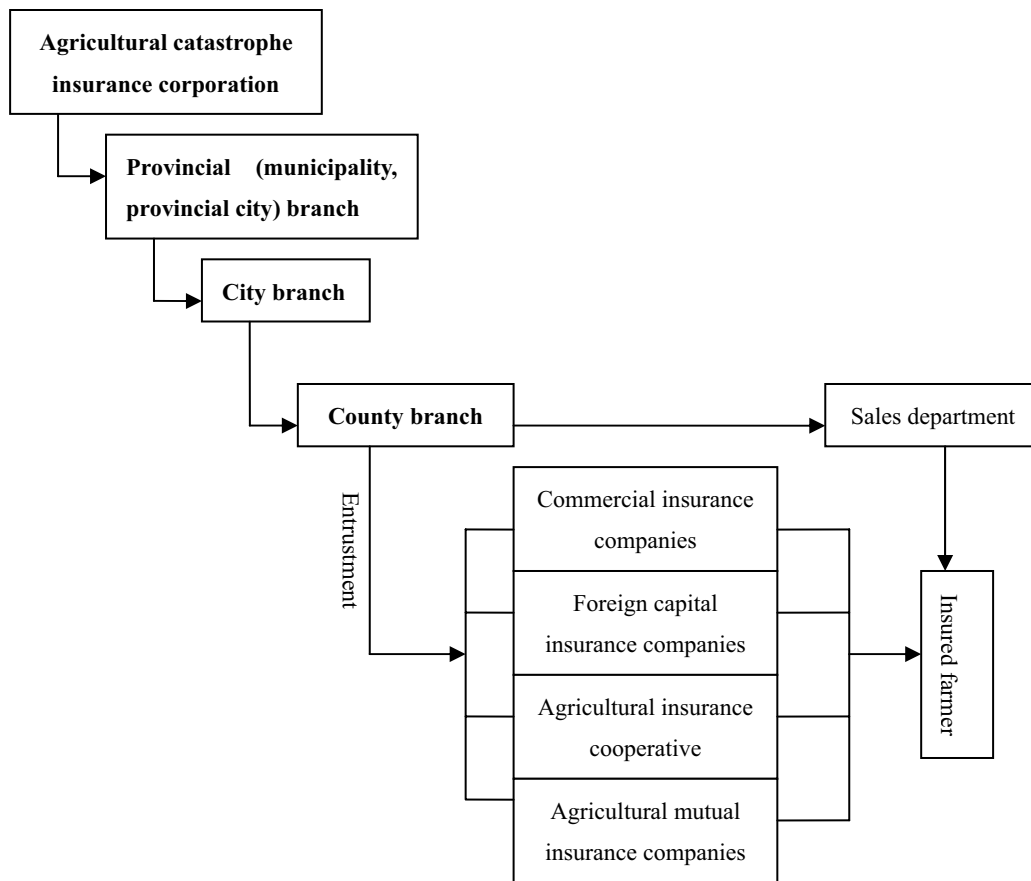 Agricultural catastrophe
insurance corporation
Provincial (municipality,
provincial city) branch
City branch
County branch
Sales department
Entrustment
Commercial insurance
companies
Foreign capital
insurance companies
Agricultural insurance
cooperative
Agricultural mutual
insurance companies
Insured farmer